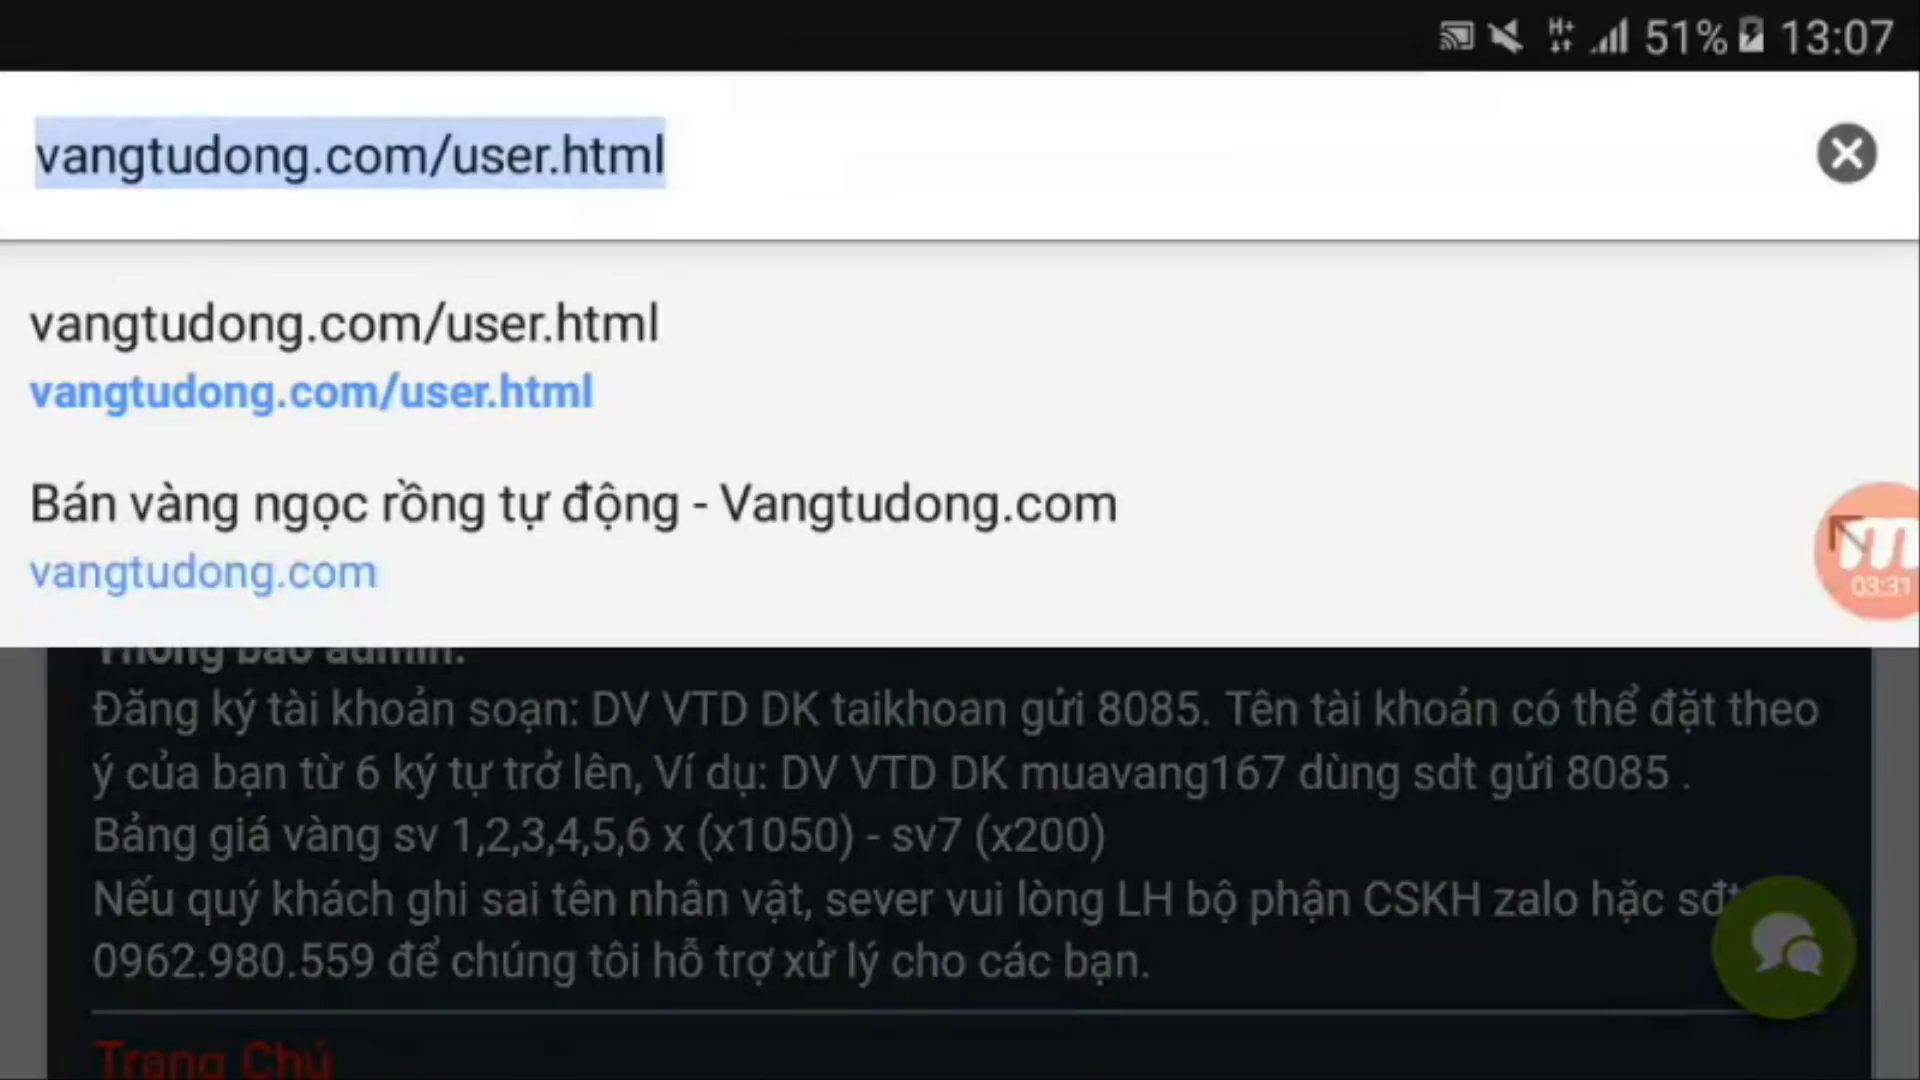 51% 13:07
vangtudong.com/user.html
vangtudong.com/user.html
vangtudong.com/user.html
Bán vàng ngọc rồng tự động - Vangtudong.com
vangtudong.com
03:31
Thông báo admin:
Đăng ký tài khoản soạn: DV VTD DK taikhoan gửi 8085. Tên tài khoản có thể đặt theo
ý của bạn từ 6 ký tự trở lên, Ví dụ: DV VTD DK muavang167 dùng sdt gửi 8085 .
Bảng giá vàng sv 1,2,3,4,5,6 x (x1050) - sv7 (x200)
Nếu quý khách ghi sai tên nhân vật, sever vui lòng LH bộ phận CSKH zalo hặc sđt
0962.980.559 để chúng tôi hỗ trợ xử lý cho các bạn.
Trang Chủ